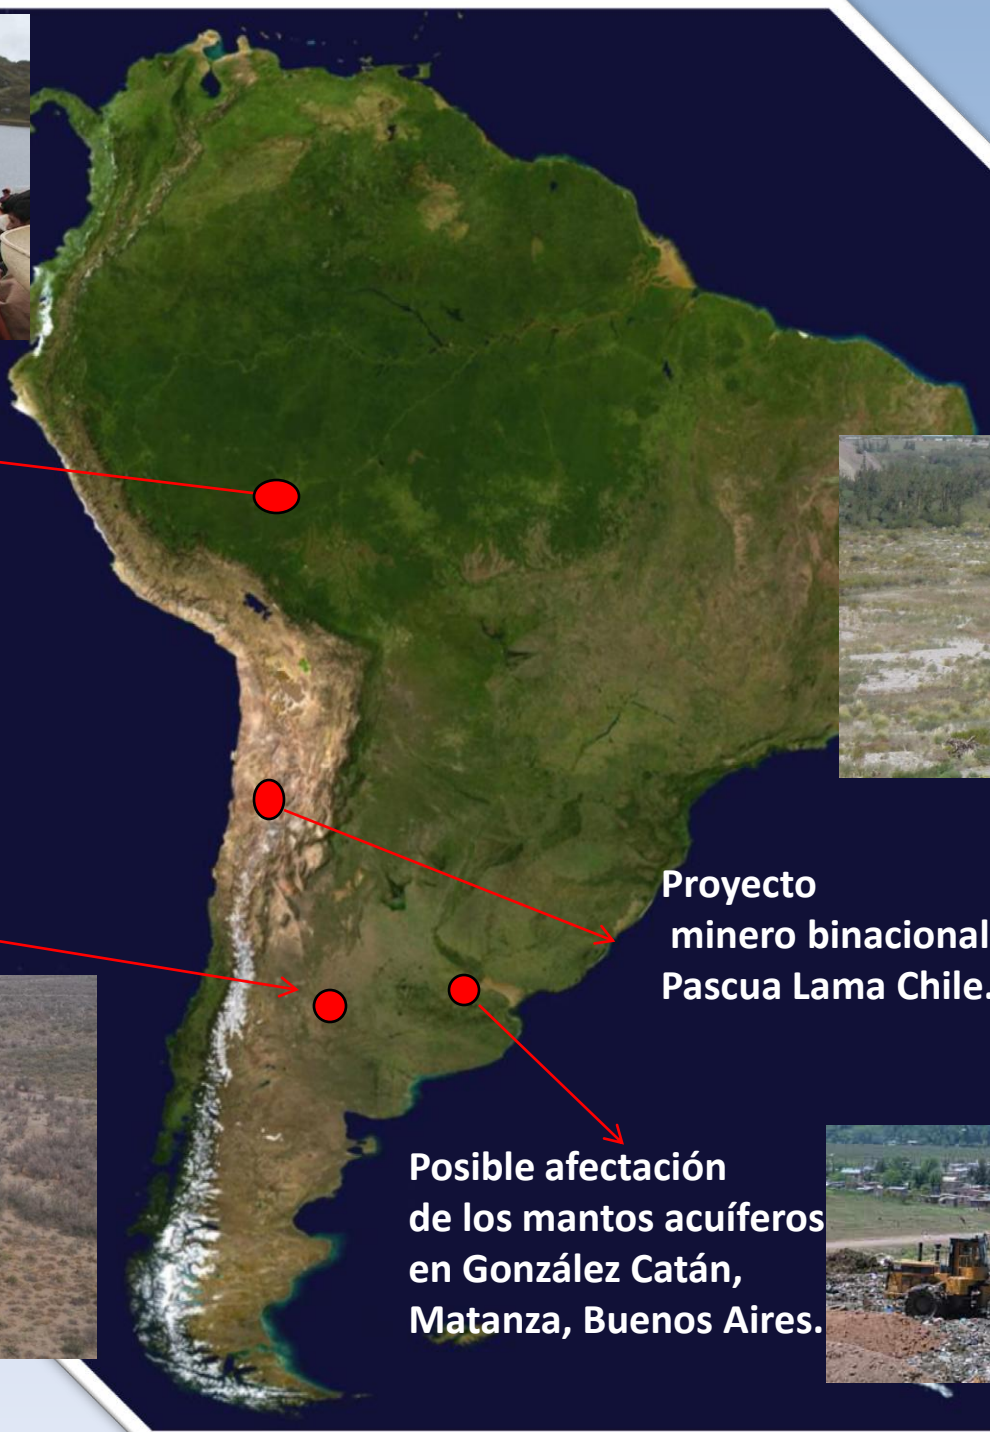 Proyecto
minero binacional
Pascua Lama Chile.
Posible afectación
de los mantos acuíferos
en González Catán,
Matanza, Buenos Aires.